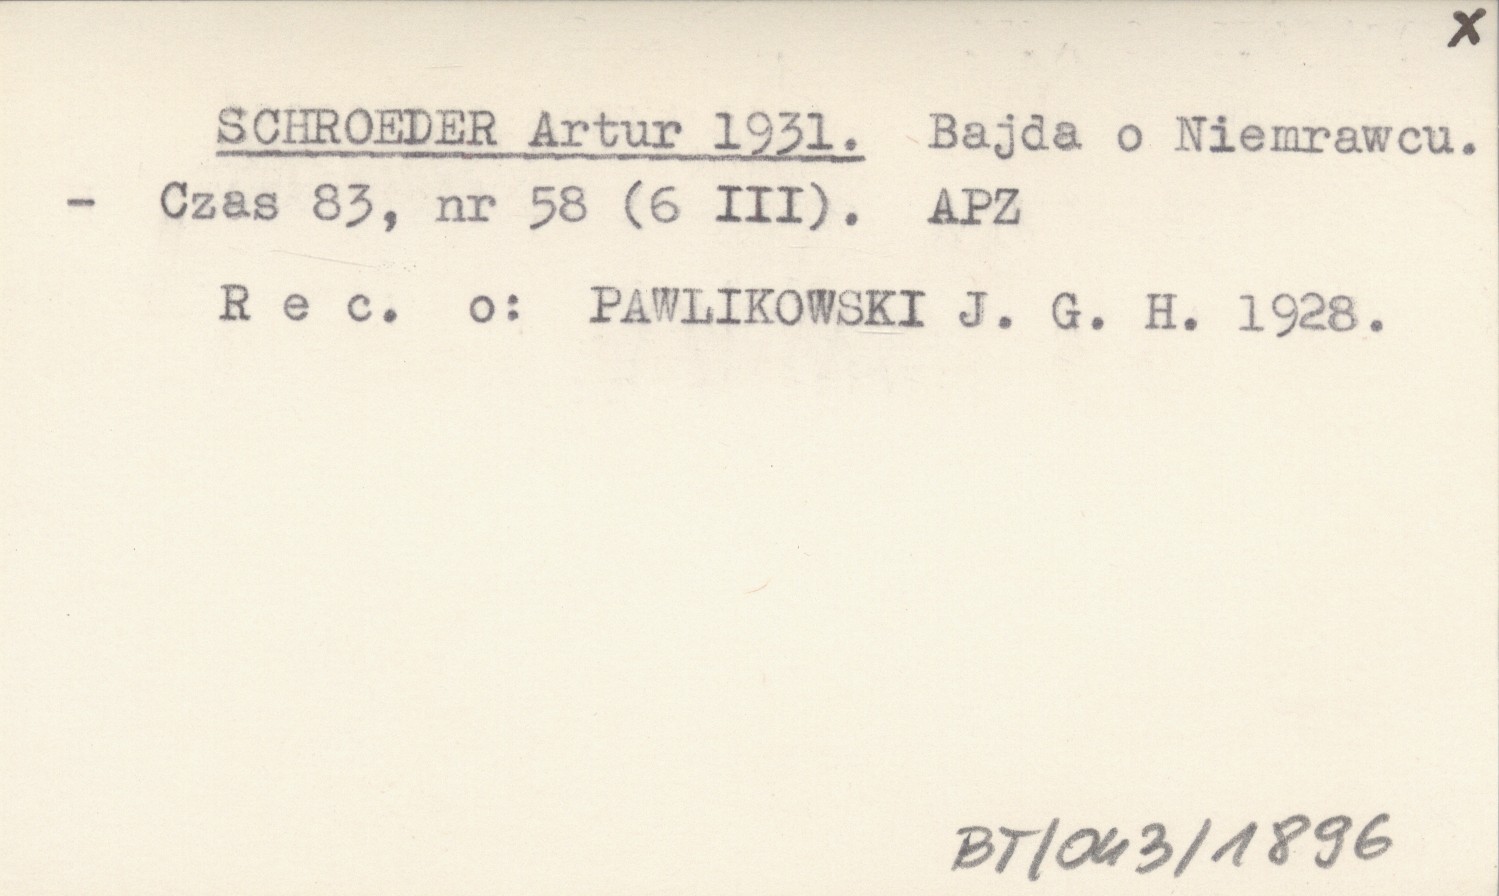 x
SCHROEDER Artur 1931. Bajda o Niemrawcu.
- Czas 83, nr 58 (6 III). APZ
R e c. o: PAWLIKOWSKI J. G. H. 1928.
BT/043/1896